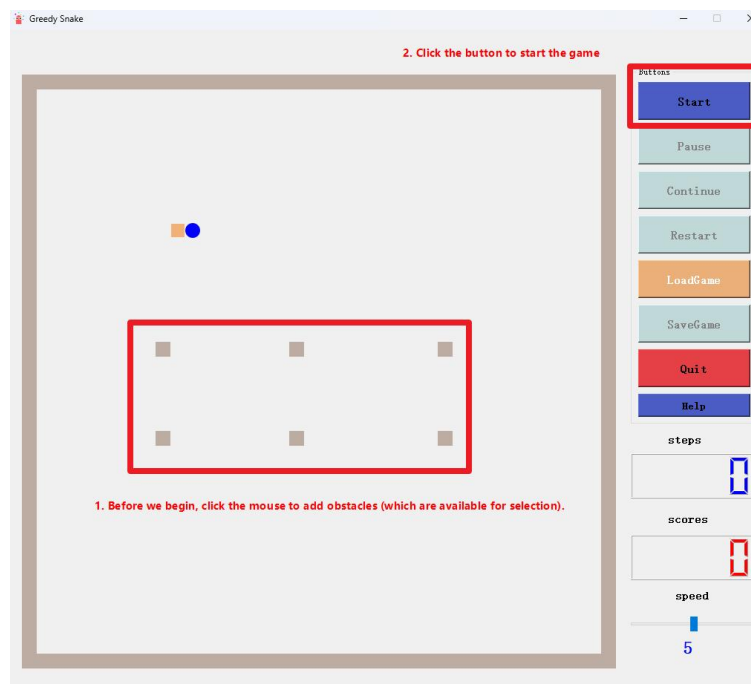 Greedy Snake
2. Click the button to start the game
Buttons
Start
Pause
Continue
Restart
LoadGame
SaveGame
Quit
Help
steps
0
1. Before we begin, click the mouse to add obstacles (which are available for selection).
scores
0
speed
5